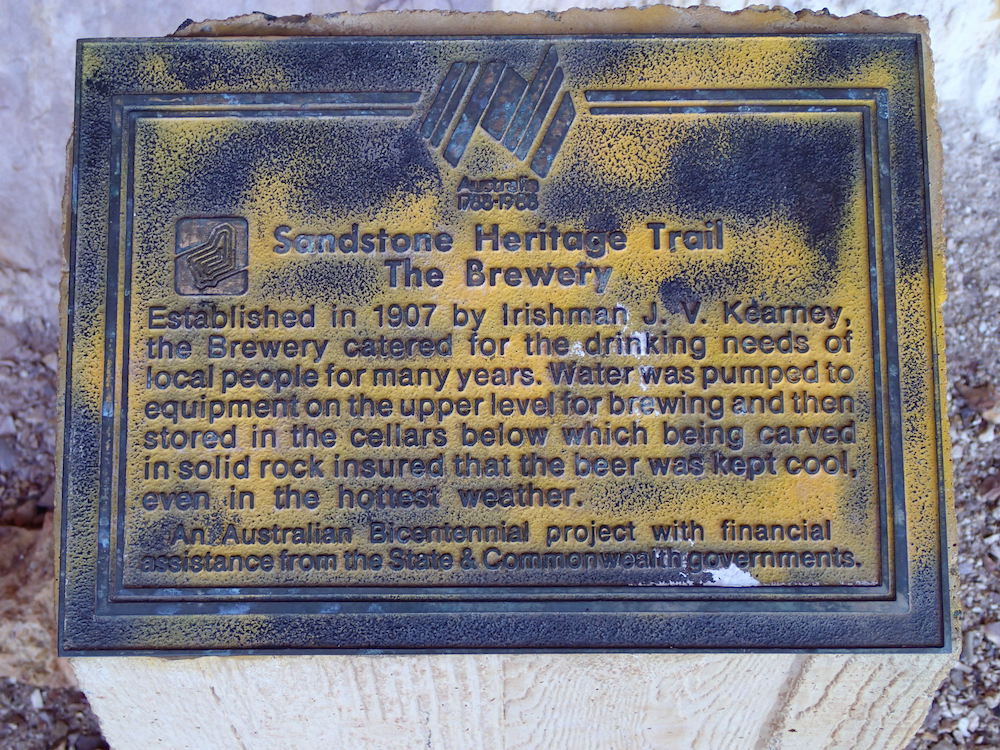 Australia
1788-1988
Sandstone Heritage Trail
The Brewery
Established in 1907 by Irishman J. V. Kearney,
the Brewery catered for the drinking needs of
local people for many years. Water was pumped to
equipment on the upper level for brewing and then
stored in the cellars below which being carved
in solid rock insured that the beer was kept cool,
even in the hottest weather.
An Australian Bicentennial project with financial
assistance from the State & Commonwealth governments.